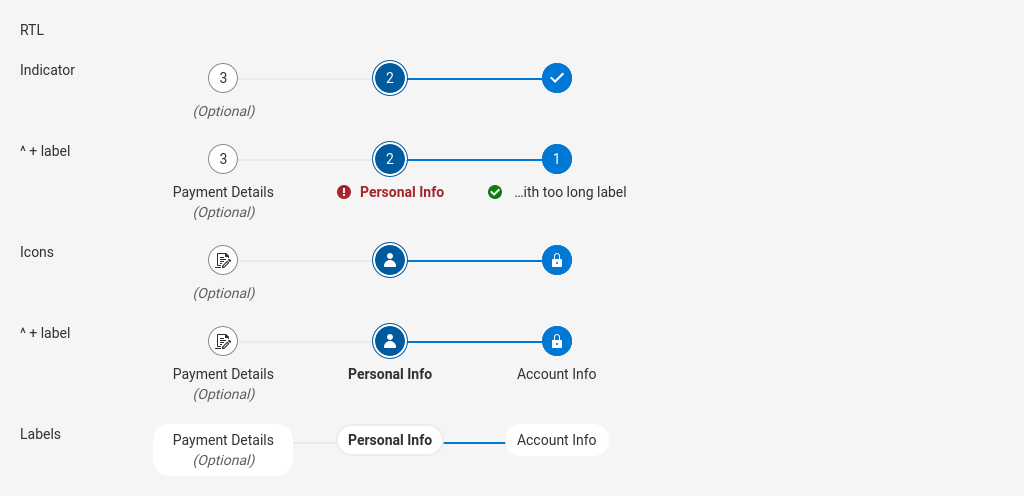 RTL
Indicator
3 2
(Optional)
^ + label
3 2 1
Payment Details Personal Info ...ith too long label
(Optional)
Icons
(Optional)
^ + label
Payment Details Personal Info Account Info
(Optional)
Labels
Payment Details Personal Info Account Info
(Optional)